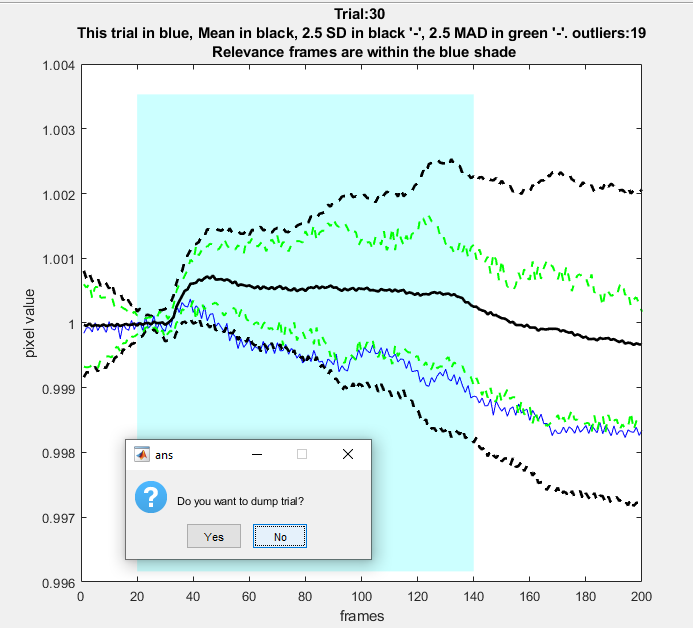 Trial:30
This trial in blue, Mean in black, 2.5 SD in black '-', 2.5 MAD in green '-'. outliers:19
Relevance frames are within the blue shade
1.004
1.003
1.002
1.001
1
0.999
0.998
0.997
0.996
pixel value
ans
Do you want to dump trial?
Yes No
0 20 40 60 80 100 120 140 160 180 200
frames